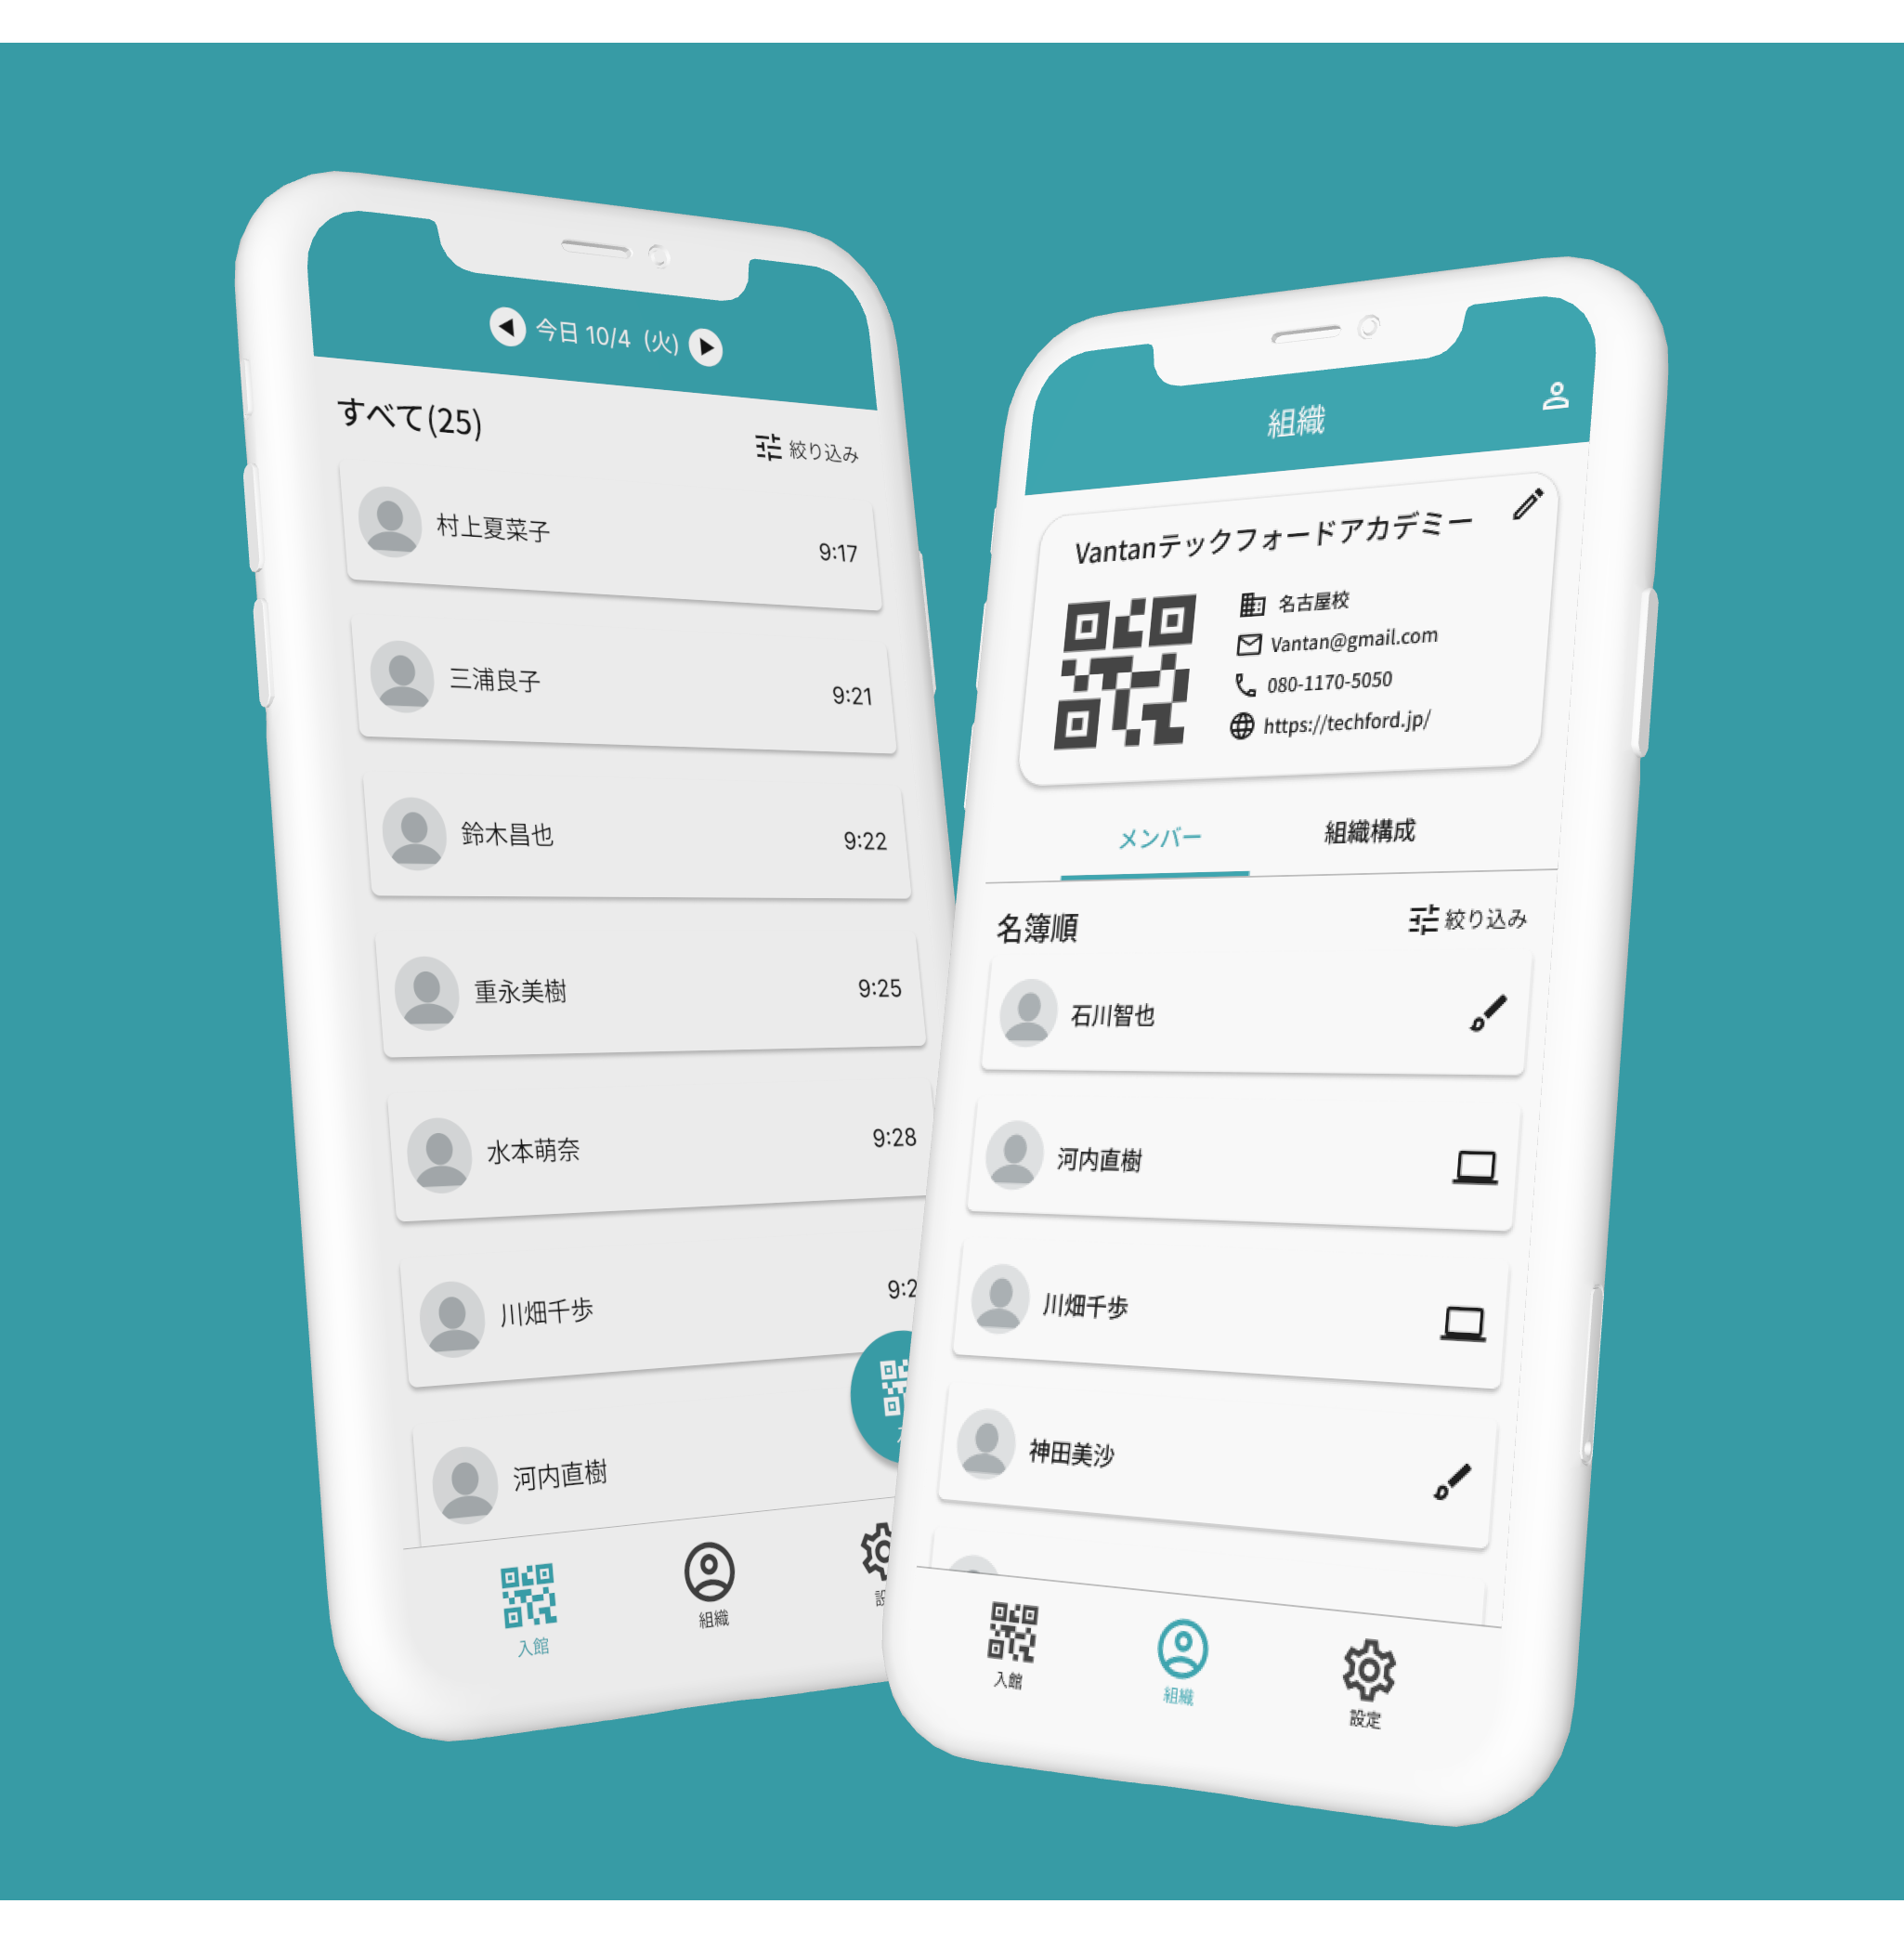 今日 10/4 (火)
すべて(25)
絞り込み
村上夏菜子
9:17
三浦良子
9:21
鈴木昌也
9:22
重永美樹
9:25
水本萌奈
9:28
川畑千歩
9:2
河内直樹
入館
組織
組織
Vantanテックフォードアカデミー
名古屋校
Vantan@gmail.com
080-1170-5050
https://techford.jp/
メンバー
組織構成
名簿順
絞り込み
石川智也
河内直樹
川畑千歩
神田美沙
入館
組織
設定